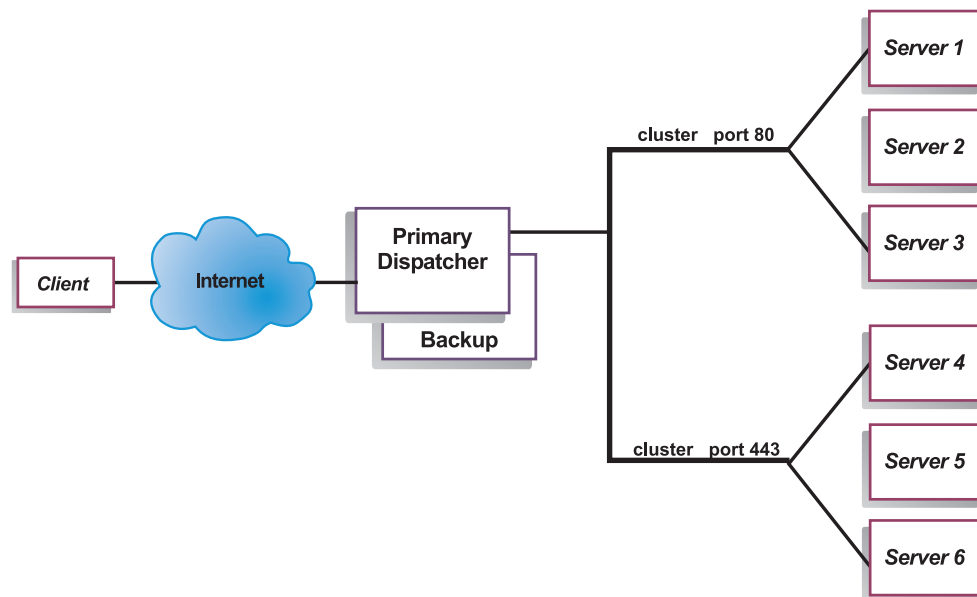 Client
Internet
Primary
Dispatcher
Backup
cluster port 80
cluster port 443
Server 1
Server 2
Server 3
Server 4
Server 5
Server 6